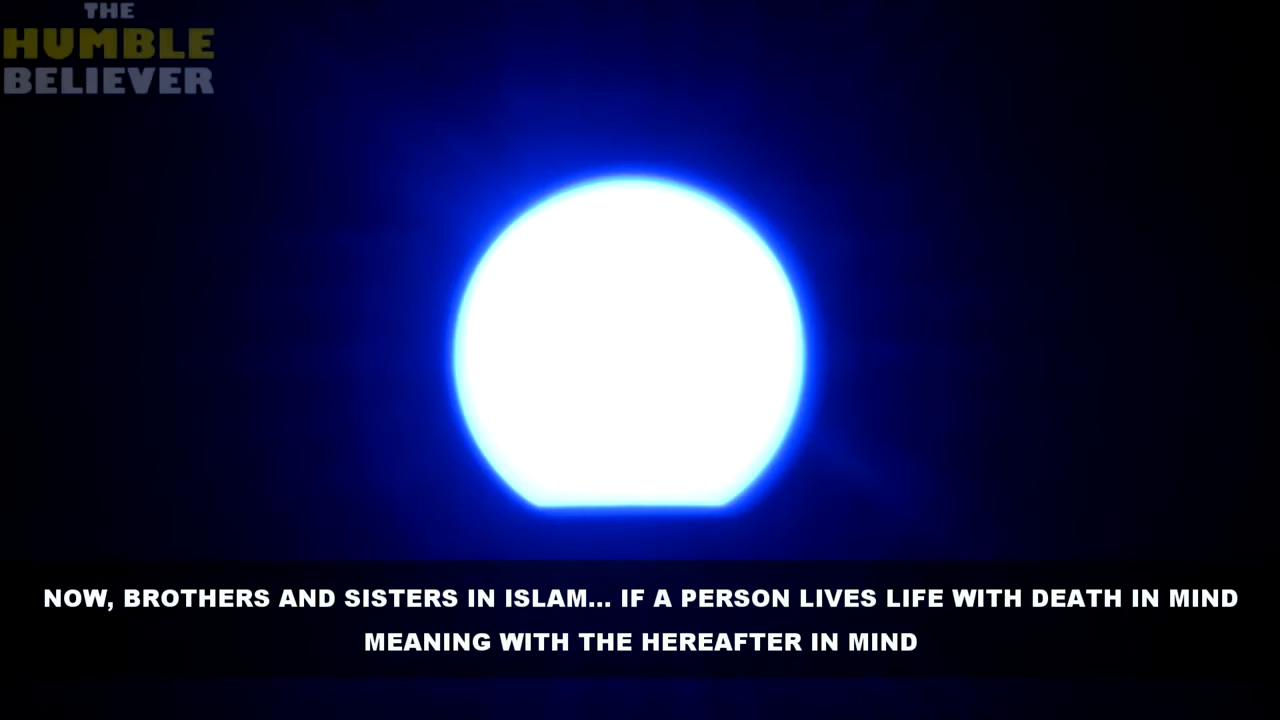 THE
HUMBLE
BELIEVER
NOW, BROTHERS AND SISTERS IN ISLAM... IF A PERSON LIVES LIFE WITH DEATH IN MIND
MEANING WITH THE HEREAFTER IN MIND